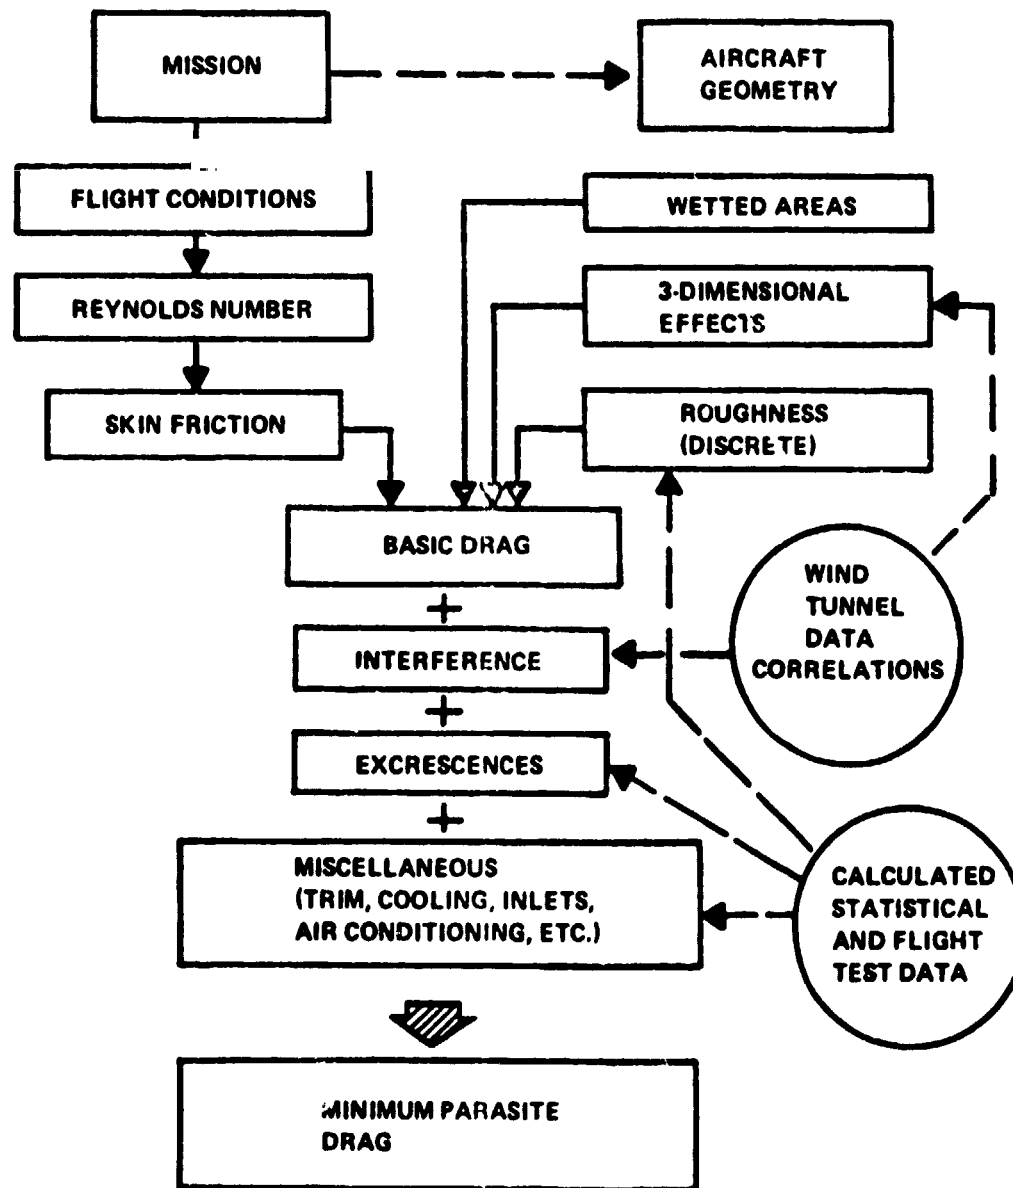 MISSION
AIRCRAFT
GEOMETRY
FLIGHT CONDITIONS
WETTED AREAS
REYNOLDS NUMBER
3-DIMENSIONAL
EFFECTS
SKIN FRICTION
ROUGHNESS
(DISCRETE)
BASIC DRAG
+
INTERFERENCE
+
EXCRESCENCES
+
MISCELLANEOUS
(TRIM, COOLING, INLETS,
AIR CONDITIONING, ETC.)
WIND
TUNNEL
DATA
CORRELATIONS
CALCULATED
STATISTICAL
AND FLIGHT
TEST DATA
MINIMUM PARASITE
DRAG